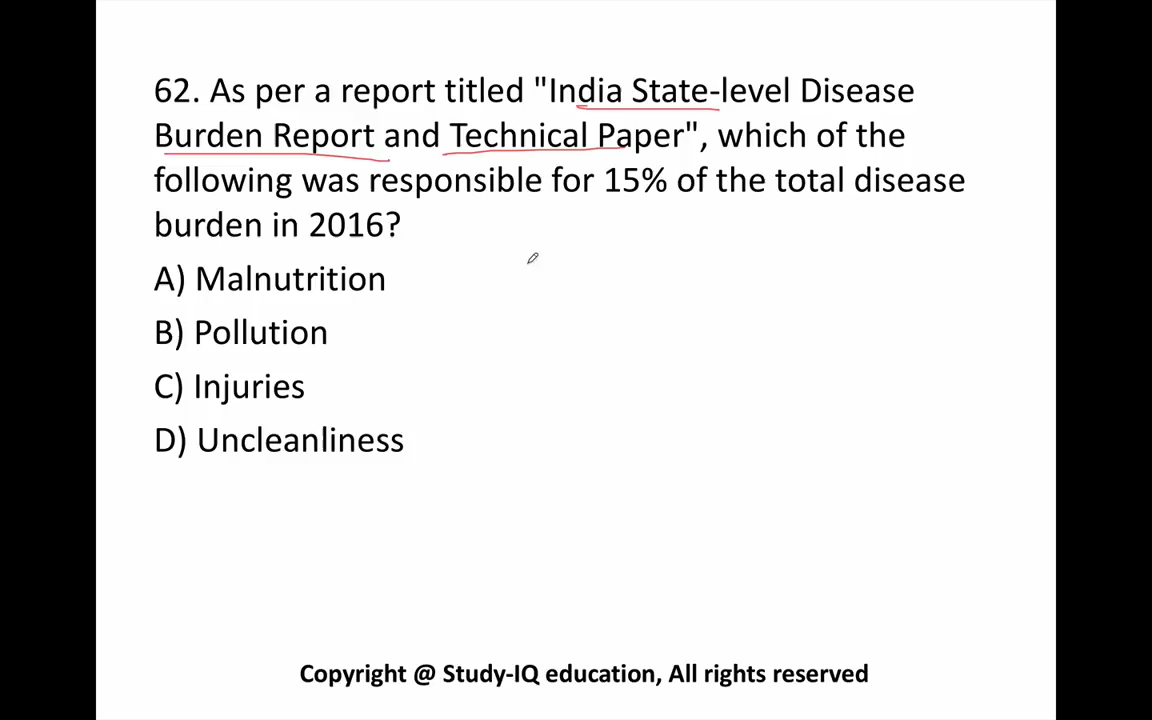 62. As per a report titled "India State-level Disease
Burden Report and Technical Paper", which of the
following was responsible for 15% of the total disease
burden in 2016?
A) Malnutrition
B) Pollution
C) Injuries
D) Uncleanliness
Copyright @ Study-IQ education, All rights reserved